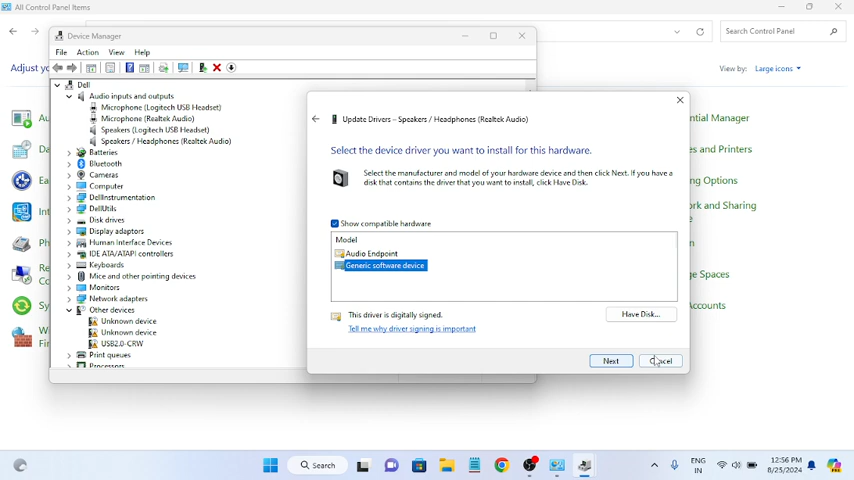 All Control Panel Items
Search Control Panel
Adjust yo
View by: Large icons
Device Manager
File Action View Help
Dell
Audio inputs and outputs
Microphone (Logitech USB Headset)
Microphone (Realtek Audio)
Speakers (Logitech USB Headset)
Speakers / Headphones (Realtek Audio)
Batteries
Bluetooth
Cameras
Computer
DellInstrumentation
DellUtils
Disk drives
Display adaptors
Human Interface Devices
IDE ATA/ATAPI controllers
Keyboards
Mice and other pointing devices
Monitors
Network adapters
Other devices
Unknown device
Unknown device
USB2.0-CRW
Print queues
Processors
Update Drivers – Speakers / Headphones (Realtek Audio)
Select the device driver you want to install for this hardware.
Select the manufacturer and model of your hardware device and then click Next. If you have a
disk that contains the driver that you want to install, click Have Disk.
Show compatible hardware
Model
Audio Endpoint
Generic software device
This driver is digitally signed.
Tell me why driver signing is important
Have Disk...
Next Cancel
ntial Manager
es and Printers
ng Options
rk and Sharing
ge Spaces
ccounts
Search
ENG
IN
12:56 PM
8/25/2024